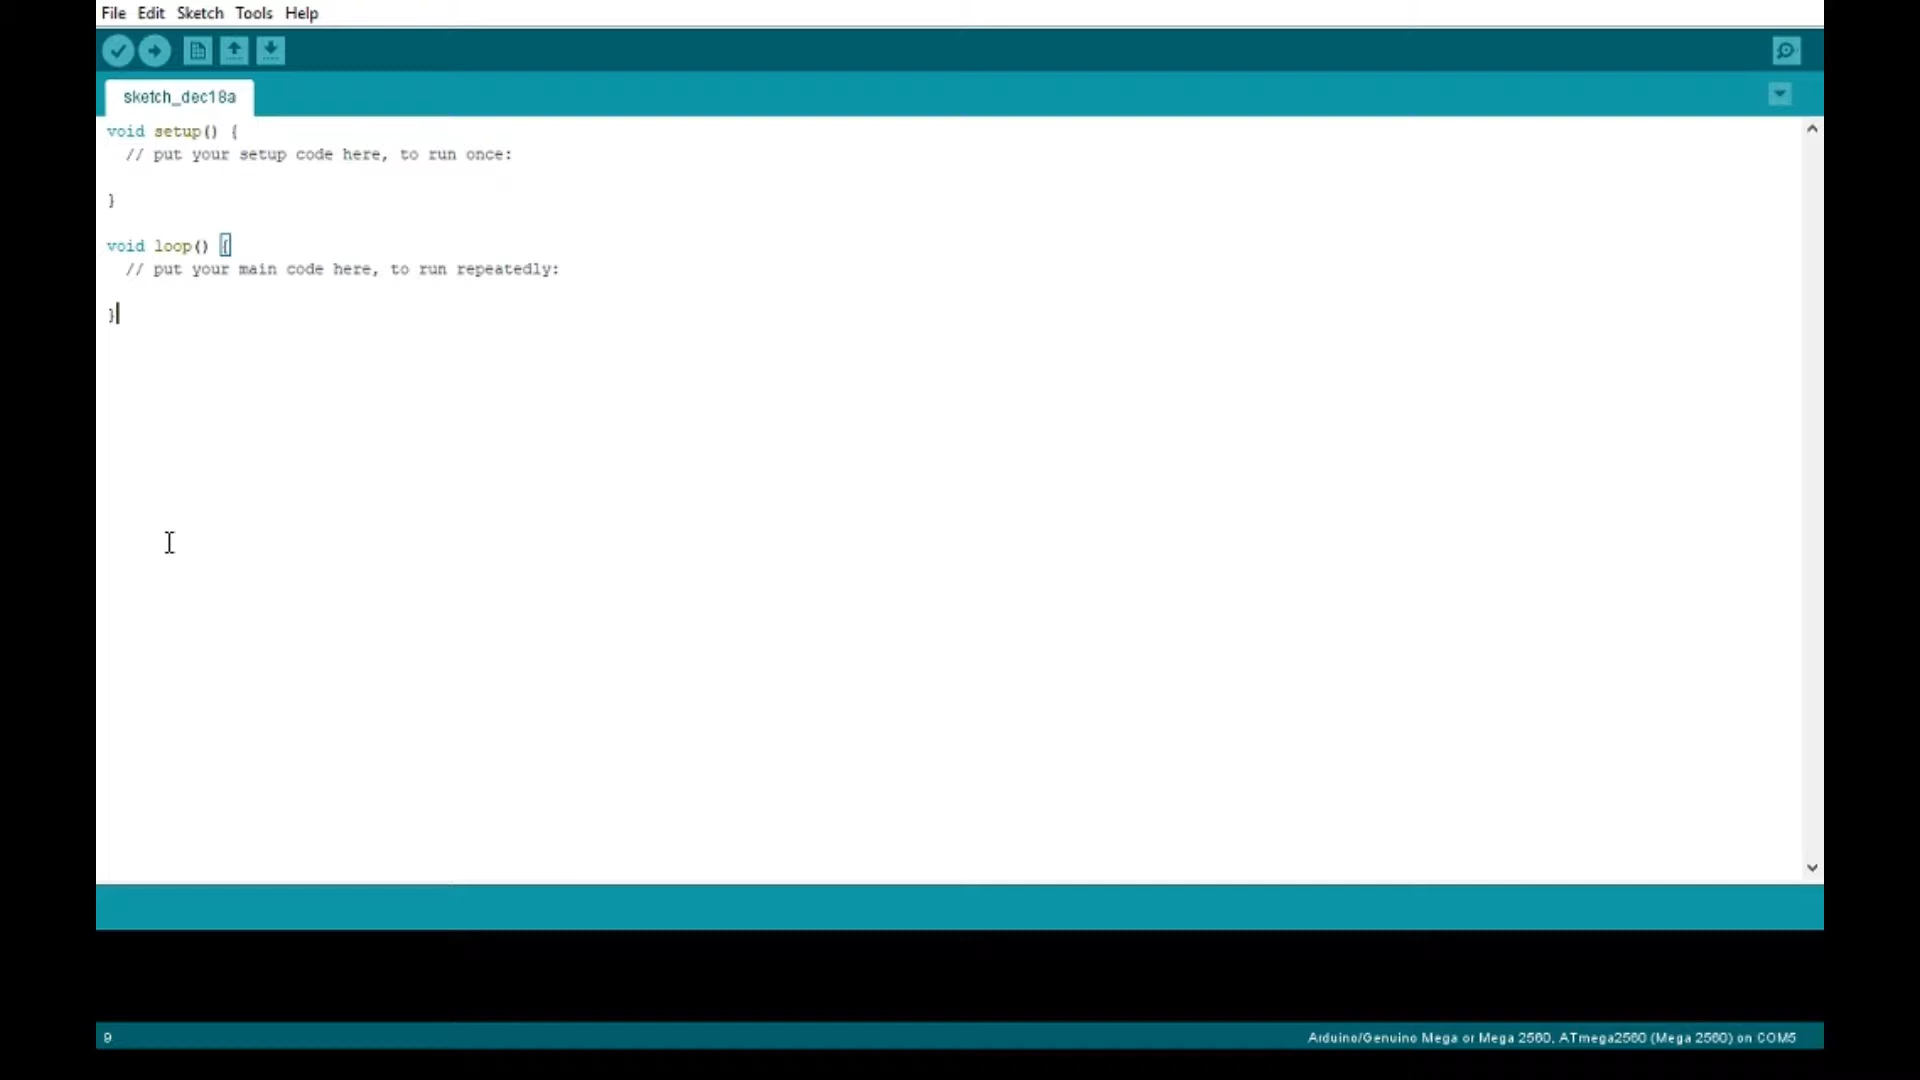 File Edit Sketch Tools Help
sketch_dec18a
void setup() {
  // put your setup code here, to run once:
}
void loop() {
  // put your main code here, to run repeatedly:
}
9
Arduino/Genuino Mega or Mega 2560, ATmega2560 (Mega 2560) on COM5